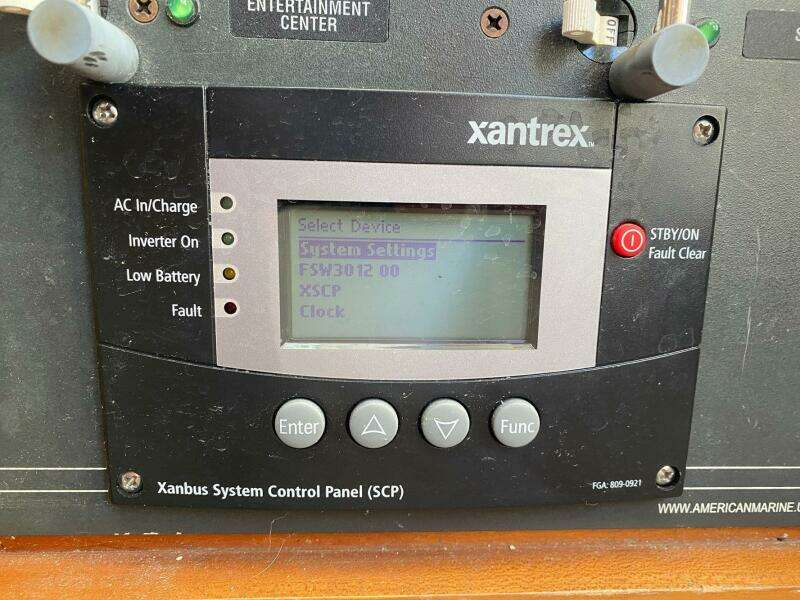 ENTERTAINMENT
CENTER
OFF
xantrex™
AC In/Charge
Inverter On
Low Battery
Fault
Select Device
System Settings
FSW3012 00
XSCP
Clock
STBY/ON
Fault Clear
Enter
Func
Xanbus System Control Panel (SCP)
FGA: 809-0921
WWW.AMERICANMARINE.